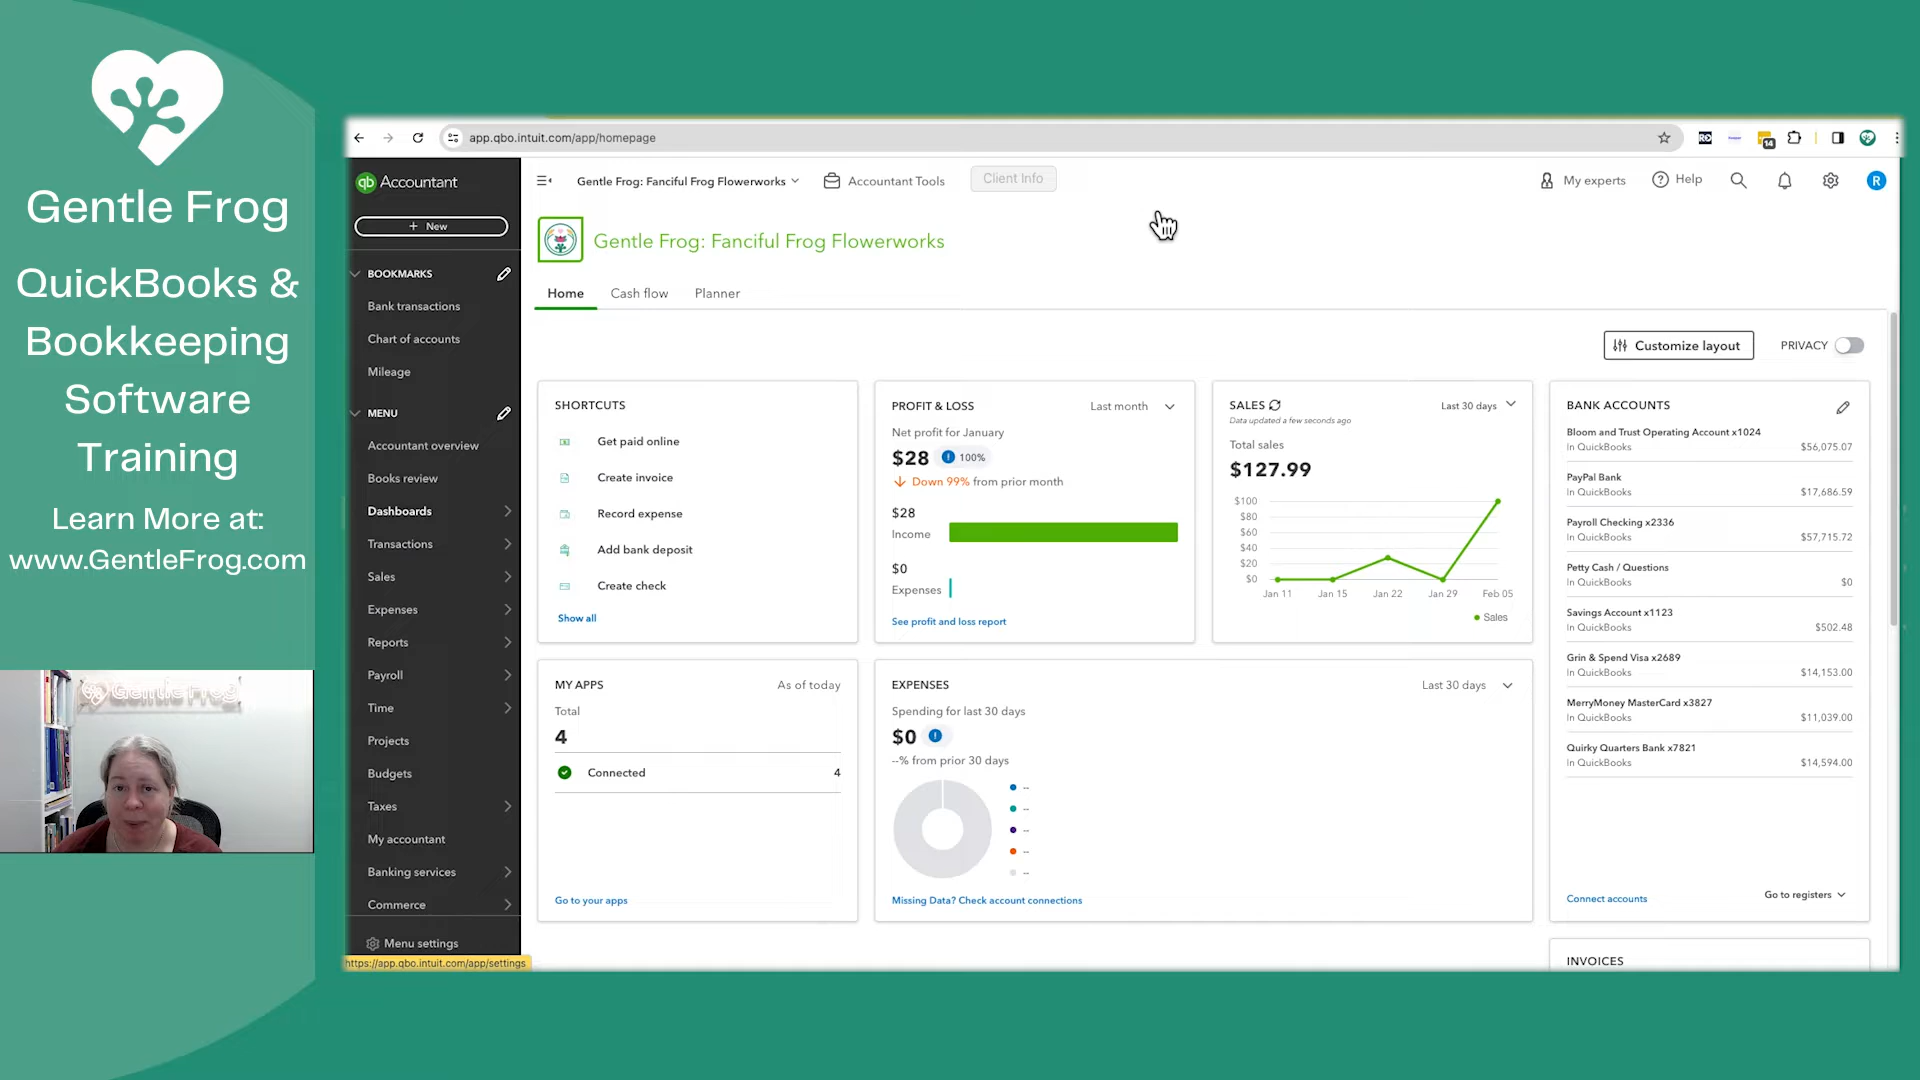 Gentle Frog
QuickBooks &
Bookkeeping
Software
Training
Learn More at:
www.GentleFrog.com
Gentle Frog
app.qbo.intuit.com/app/homepage
14
qb Accountant
+ New
BOOKMARKS
Bank transactions
Chart of accounts
Mileage
MENU
Accountant overview
Books review
Dashboards
Transactions
Sales
Expenses
Reports
Payroll
Time
Projects
Budgets
Taxes
My accountant
Banking services
Commerce
Menu settings
https://app.qbo.intuit.com/app/settings
Gentle Frog: Fanciful Frog Flowerworks
Accountant Tools
Client Info
My experts
Help
R
Gentle Frog: Fanciful Frog Flowerworks
Home
Cash flow
Planner
Customize layout
PRIVACY
SHORTCUTS
Get paid online
Create invoice
Record expense
Add bank deposit
Create check
Show all
PROFIT & LOSS
Last month
Net profit for January
$28
100%
Down 99% from prior month
$28
Income
$0
Expenses
See profit and loss report
SALES
Last 30 days
Data updated a few seconds ago
Total sales
$127.99
$100
$80
$60
$40
$20
$0
Jan 11 Jan 15 Jan 22 Jan 29 Feb 05
Sales
BANK ACCOUNTS
Bloom and Trust Operating Account x1024
In QuickBooks $56,075.07
PayPal Bank
In QuickBooks $17,686.59
Payroll Checking x2336
In QuickBooks $57,715.72
Petty Cash / Questions
In QuickBooks $0
Savings Account x1123
In QuickBooks $502.48
Grin & Spend Visa x2689
In QuickBooks $14,153.00
MerryMoney MasterCard x3827
In QuickBooks $11,039.00
Quirky Quarters Bank x7821
In QuickBooks $14,594.00
Connect accounts
Go to registers
MY APPS
As of today
Total
4
Connected 4
Go to your apps
EXPENSES
Last 30 days
Spending for last 30 days
$0
--% from prior 30 days
--
--
--
--
--
Missing Data? Check account connections
INVOICES